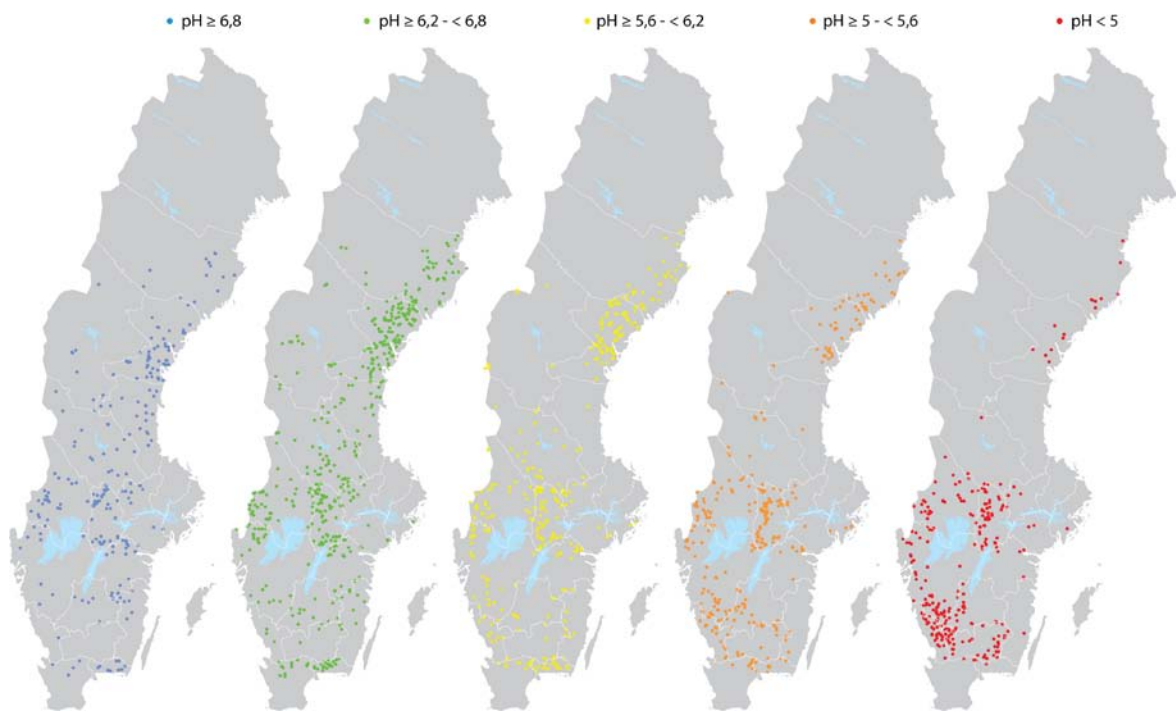 pH ≥ 6,8 pH ≥ 6,2 - < 6,8 pH ≥ 5,6 - < 6,2 pH ≥ 5 - < 5,6 pH < 5